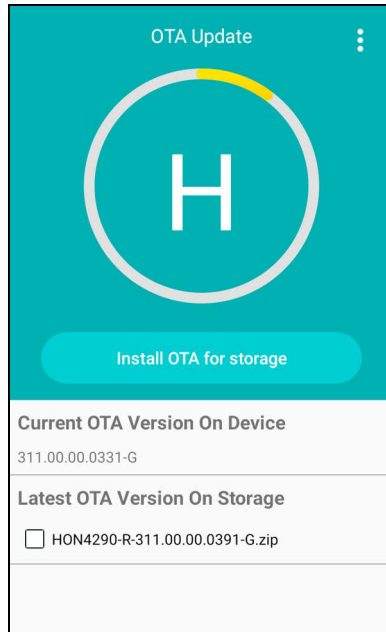 OTA Update
H
Install OTA for storage
Current OTA Version On Device
311.00.00.0331-G
Latest OTA Version On Storage
HON4290-R-311.00.00.0391-G.zip